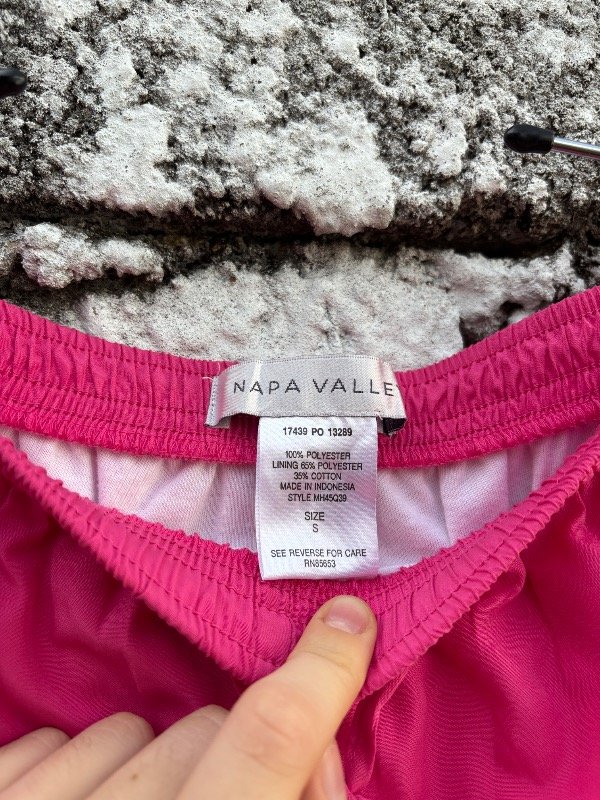 NAPA VALLE
17439 PO 13289
100% POLYESTER
LINING 65% POLYESTER
35% COTTON
MADE IN INDONESIA
STYLE MH45Q39
SIZE
S
SEE REVERSE FOR CARE
RN85653